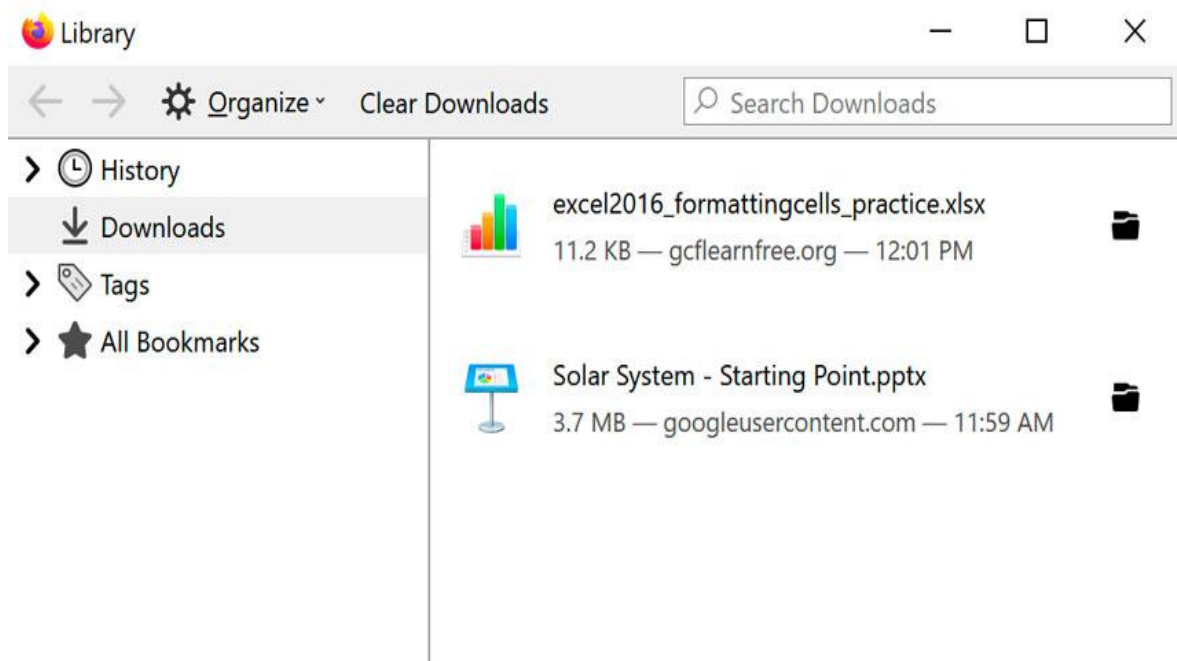 Library
Organize Clear Downloads Search Downloads
History
Downloads
Tags
All Bookmarks
excel2016_formattingcells_practice.xlsx
11.2 KB — gcflearnfree.org — 12:01 PM
Solar System - Starting Point.pptx
3.7 MB — googleusercontent.com — 11:59 AM